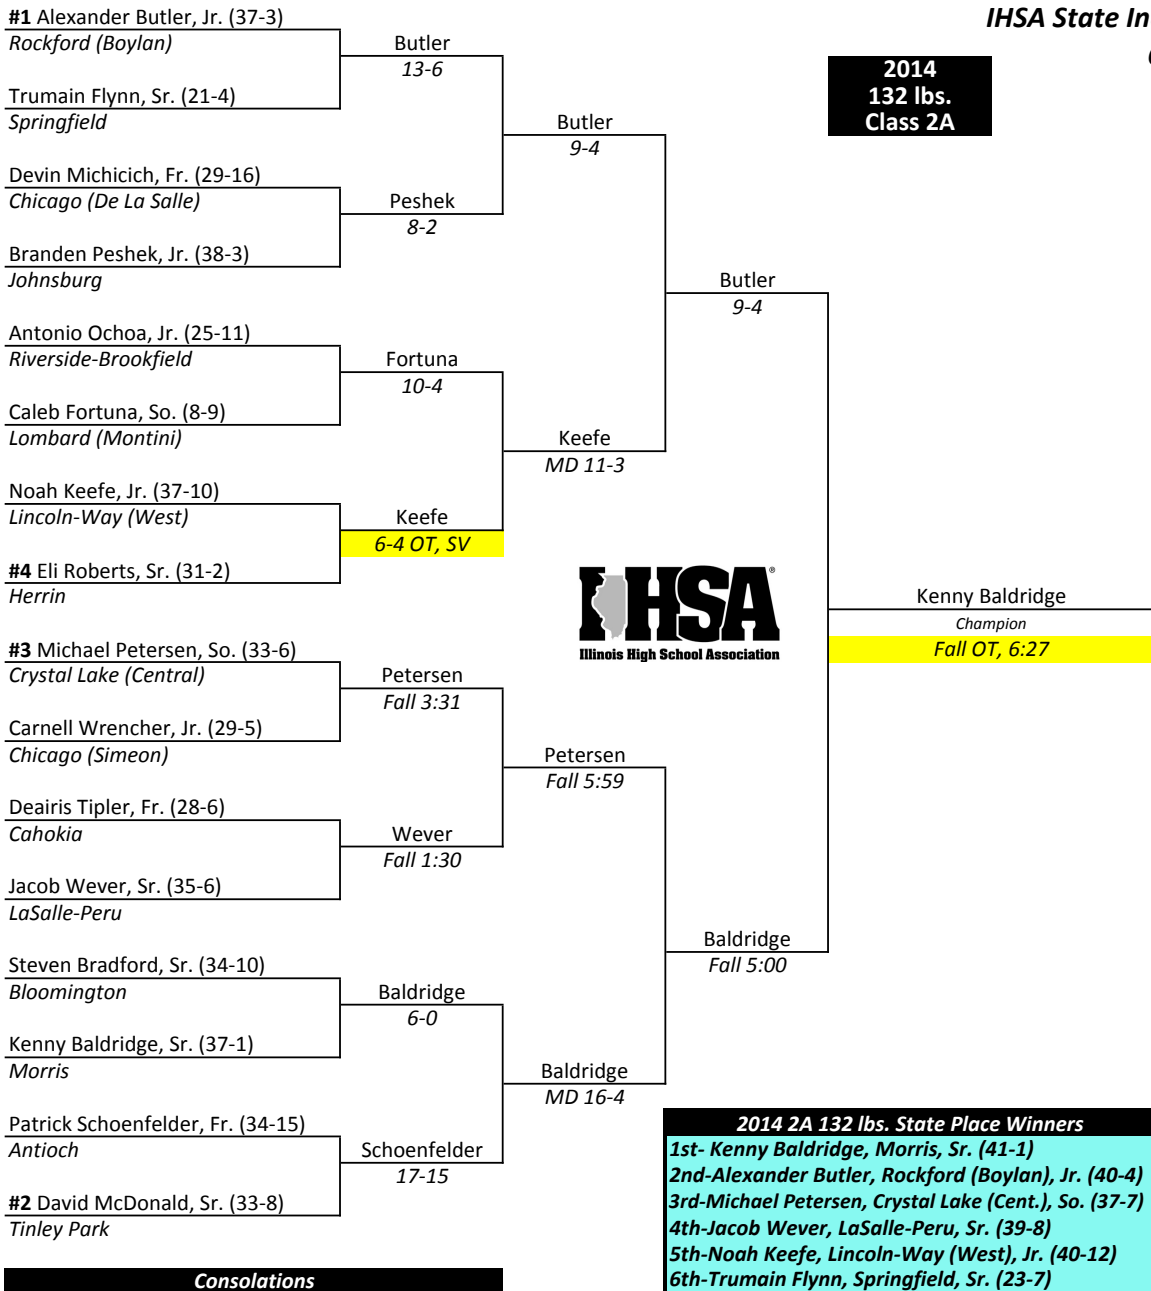 IHSA State In
2014
132 lbs.
Class 2A
#1 Alexander Butler, Jr. (37-3)
Rockford (Boylan)
Trumain Flynn, Sr. (21-4)
Springfield
Devin Michicich, Fr. (29-16)
Chicago (De La Salle)
Branden Peshek, Jr. (38-3)
Johnsburg
Antonio Ochoa, Jr. (25-11)
Riverside-Brookfield
Caleb Fortuna, So. (8-9)
Lombard (Montini)
Noah Keefe, Jr. (37-10)
Lincoln-Way (West)
#4 Eli Roberts, Sr. (31-2)
Herrin
#3 Michael Petersen, So. (33-6)
Crystal Lake (Central)
Carnell Wrencher, Jr. (29-5)
Chicago (Simeon)
Deairis Tipler, Fr. (28-6)
Cahokia
Jacob Wever, Sr. (35-6)
LaSalle-Peru
Steven Bradford, Sr. (34-10)
Bloomington
Kenny Baldridge, Sr. (37-1)
Morris
Patrick Schoenfelder, Fr. (34-15)
Antioch
#2 David McDonald, Sr. (33-8)
Tinley Park
Butler
13-6
Peshek
8-2
Fortuna
10-4
Keefe
6-4 OT, SV
Petersen
Fall 3:31
Wever
Fall 1:30
Baldridge
6-0
Schoenfelder
17-15
Butler
9-4
Keefe
MD 11-3
Petersen
Fall 5:59
Baldridge
MD 16-4
Butler
9-4
Baldridge
Fall 5:00
IHSA®
Illinois High School Association
Kenny Baldridge
Champion
Fall OT, 6:27
2014 2A 132 lbs. State Place Winners
1st- Kenny Baldridge, Morris, Sr. (41-1)
2nd-Alexander Butler, Rockford (Boylan), Jr. (40-4)
3rd-Michael Petersen, Crystal Lake (Cent.), So. (37-7)
4th-Jacob Wever, LaSalle-Peru, Sr. (39-8)
5th-Noah Keefe, Lincoln-Way (West), Jr. (40-12)
6th-Trumain Flynn, Springfield, Sr. (23-7)
Consolations